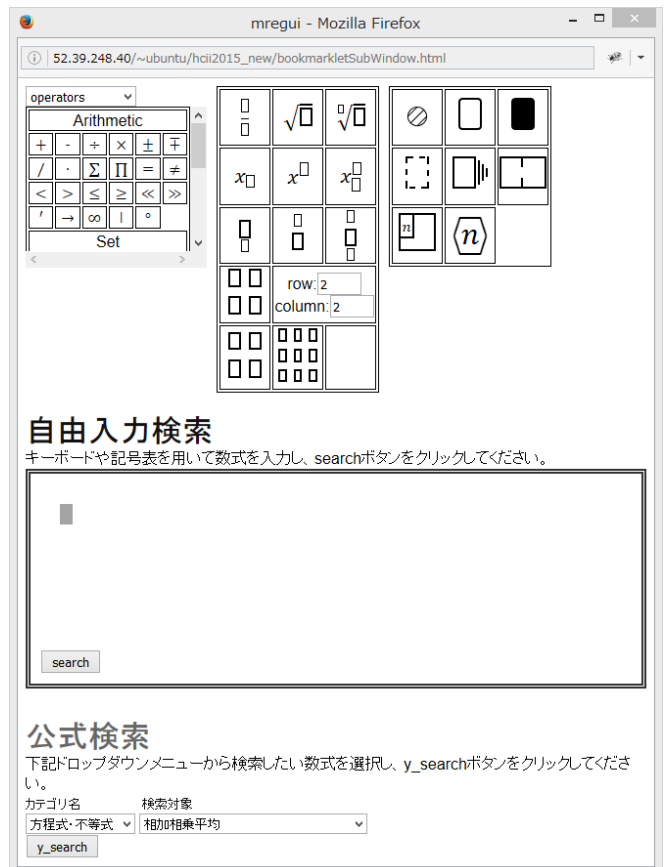 mregui - Mozilla Firefox
52.39.248.40/~ubuntu/hcii2015_new/bookmarkletSubWindow.html
operators
Arithmetic
+ - ÷ × ± ∓
/ · Σ Π = ≠
< > ≤ ≥ ≪ ≫
′ → ∞ | °
Set
□/□ √□ □√□
x□ x□ x□□
row: 2
column: 2
n n
自由入力検索
キーボードや記号表を用いて数式を入力し、searchボタンをクリックしてください。
search
公式検索
下記ドロップダウンメニューから検索したい数式を選択し、y_searchボタンをクリックしてくださ
い。
カテゴリ名 検索対象
方程式・不等式 相加相乗平均
y_search